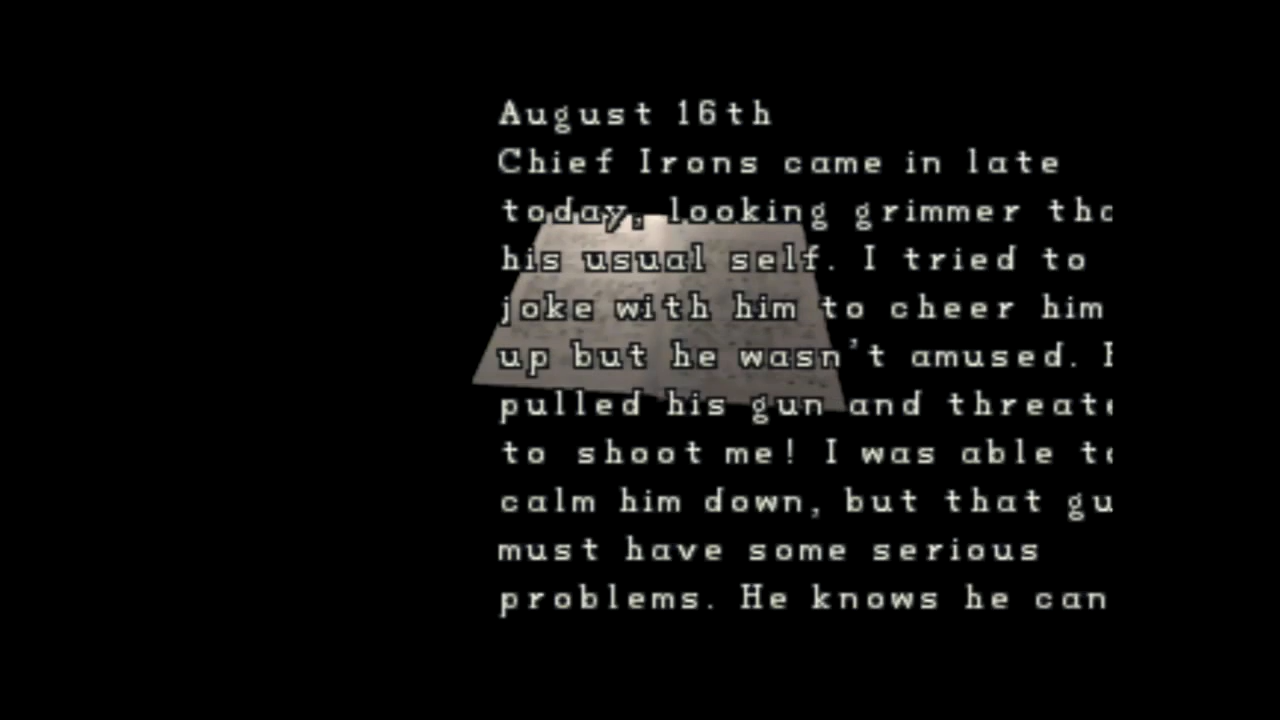 August 16th
Chief Irons came in late
today, looking grimmer
his usual self. I tried to
joke with him to cheer him
up but he wasn't amused.
pulled his gun and
to shoot me! I was able
calm him down, but that
must have some serious
problems. He knows he can